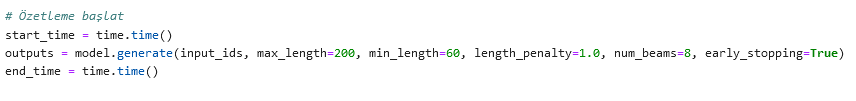 # Özetleme başlat
start_time = time.time()
outputs = model.generate(input_ids, max_length=200, min_length=60, length_penalty=1.0, num_beams=8, early_stopping=True)
end_time = time.time()